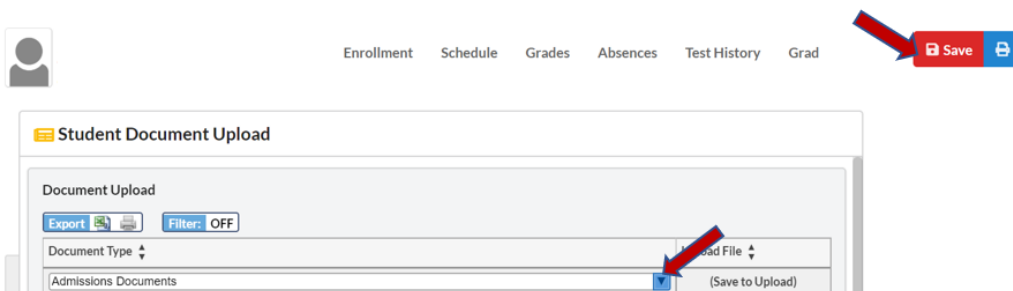 Enrollment Schedule Grades Absences Test History Grad Save
Student Document Upload
Document Upload
Export Filter: OFF
Document Type File
Admissions Documents (Save to Upload)